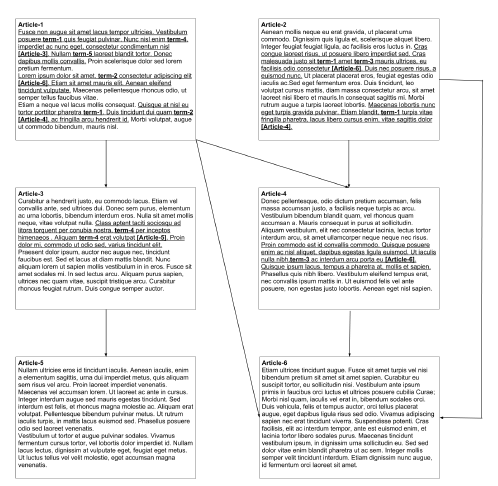 Article-1
Fusce non augue sit amet lacus tempor ultricies. Vestibulum
posuere term-1 quis feugiat pulvinar. Nunc nisl enim term-4,
imperdiet ac nunc eget, consectetur condimentum nisl
[Article-3]. Nullam term-5 laoreet blandit tortor. Donec
dapibus mollis convallis. Proin scelerisque dolor sed lorem
pretium fermentum.
Lorem ipsum dolor sit amet, term-2 consectetur adipiscing elit
[Article-6]. Etiam sit amet mauris elit. Aenean eleifend
tincidunt vulputate. Maecenas pellentesque rhoncus odio, ut
semper tellus faucibus vitae.
Etiam a neque vel lacus mollis consequat. Quisque at nisl eu
tortor porttitor pharetra term-1. Duis tincidunt dui quam term-2
[Article-4], ac fringilla arcu hendrerit id. Morbi volutpat, augue
ut commodo bibendum, mauris nisl.
Article-2
Aenean mollis neque eu erat gravida, ut placerat urna
commodo. Dignissim quis ligula et, scelerisque aliquet libero.
Integer feugiat feugiat ligula, ac facilisis eros luctus in. Cras
congue laoreet risus, ut posuere libero imperdiet sed. Cras
malesuada justo sit term-1 amet term-3 mauris ultrices, eu
facilisis odio consectetur [Article-6]. Duis nec posuere risus, a
euismod nunc. Ut placerat placerat eros, feugiat egestas odio
iaculis ac.Sed eget fermentum eros. Duis tincidunt, leo
volutpat cursus mattis, diam massa consectetur arcu, sit amet
laoreet nisl libero et mauris.In consequat sagittis mi. Morbi
rutrum augue a turpis laoreet lobortis. Maecenas lobortis nunc
eget turpis gravida pulvinar. Etiam blandit, term-1 turpis vitae
fringilla pharetra, lacus libero cursus enim, vitae sagittis dolor
[Article-4].
Article-3
Curabitur a hendrerit justo, eu commodo lacus. Etiam vel
convallis ante, sed ultrices dui. Donec sem purus, elementum
ac urna lobortis, bibendum interdum eros. Nulla sit amet mollis
neque, vitae volutpat nulla. Class aptent taciti sociosqu ad
litora torquent per conubia nostra, term-4 per inceptos
himenaeos . Aliquam term-4 erat volutpat [Article-5]. Proin
dolor mi, commodo ut odio sed, varius tincidunt elit.
Praesent dolor ipsum, auctor nec augue nec, tincidunt
faucibus est. Sed et lacus at diam mattis blandit. Nunc
aliquam lorem ut sapien mollis vestibulum in in eros. Fusce sit
amet sodales mi. In sed lectus arcu. Aliquam purus sapien,
ultrices nec quam vitae, suscipit tristique arcu. Curabitur
rhoncus feugiat rutrum. Duis congue semper auctor.
Article-4
Donec pellentesque, odio dictum pretium accumsan, felis
massa accumsan justo, a facilisis neque turpis ac arcu.
Vestibulum bibendum blandit quam, vel rhoncus quam
accumsan a. Mauris consequat in purus at sollicitudin.
Aliquam vestibulum, elit nec consectetur lacinia, lectus tortor
interdum arcu, sit amet ullamcorper neque neque nec risus.
Proin commodo est id convallis commodo. Quisque posuere
enim ac nisl aliquet, dapibus egestas ligula euismod. Ut iaculis
nulla nibh,term-3 ac interdum arcu porta eu [Article-6].
Quisque ipsum lacus, tempus a pharetra at, mollis et sapien.
Phasellus quis nibh libero. Vestibulum eleifend tempus erat,
nec convallis ipsum mattis in. Ut euismod felis vel ante
posuere, non egestas justo lobortis. Aenean eget nisl sapien.
Article-5
Nullam ultricies eros id tincidunt iaculis. Aenean iaculis, enim
a elementum sagittis, urna dui imperdiet metus, quis aliquam
sem risus vel arcu. Proin laoreet imperdiet venenatis.
Maecenas vel accumsan lorem. Ut laoreet ac ante in cursus.
Integer interdum augue sed mauris egestas tincidunt. Sed
interdum est felis, et rhoncus magna molestie ac. Aliquam erat
volutpat. Pellentesque bibendum pulvinar metus. Ut rutrum
iaculis turpis, in mattis lacus euismod sed. Phasellus posuere
odio sed laoreet venenatis.
Vestibulum ut tortor et augue pulvinar sodales. Vivamus
fermentum cursus tortor, vel lobortis dolor imperdiet id. Nullam
lacus lectus, dignissim at vulputate eget, feugiat eget metus.
Ut luctus tellus vel velit molestie, eget accumsan magna
venenatis.
Article-6
Etiam ultrices tincidunt augue. Fusce sit amet turpis vel nisi
bibendum pretium sit amet sit amet sapien. Curabitur eu
suscipit tortor, eu sollicitudin nisi. Vestibulum ante ipsum
primis in faucibus orci luctus et ultrices posuere cubilia Curae;
Morbi nisl quam, iaculis vel erat in, bibendum sodales orci.
Duis vehicula, felis et tempus auctor, orci tellus placerat
augue, eget dapibus ligula risus sed odio. Vivamus adipiscing
sapien nec erat tincidunt viverra. Suspendisse potenti. Cras
facilisis, elit ac interdum tempor, ante est euismod enim, et
lacinia tortor libero sodales purus. Maecenas tincidunt
vestibulum ipsum, in dignissim urna sollicitudin eu. Sed sed
dolor vitae enim blandit pharetra ut ac sem. Integer mollis
semper velit tincidunt interdum. Etiam dignissim nunc augue,
id fermentum orci laoreet sit amet.